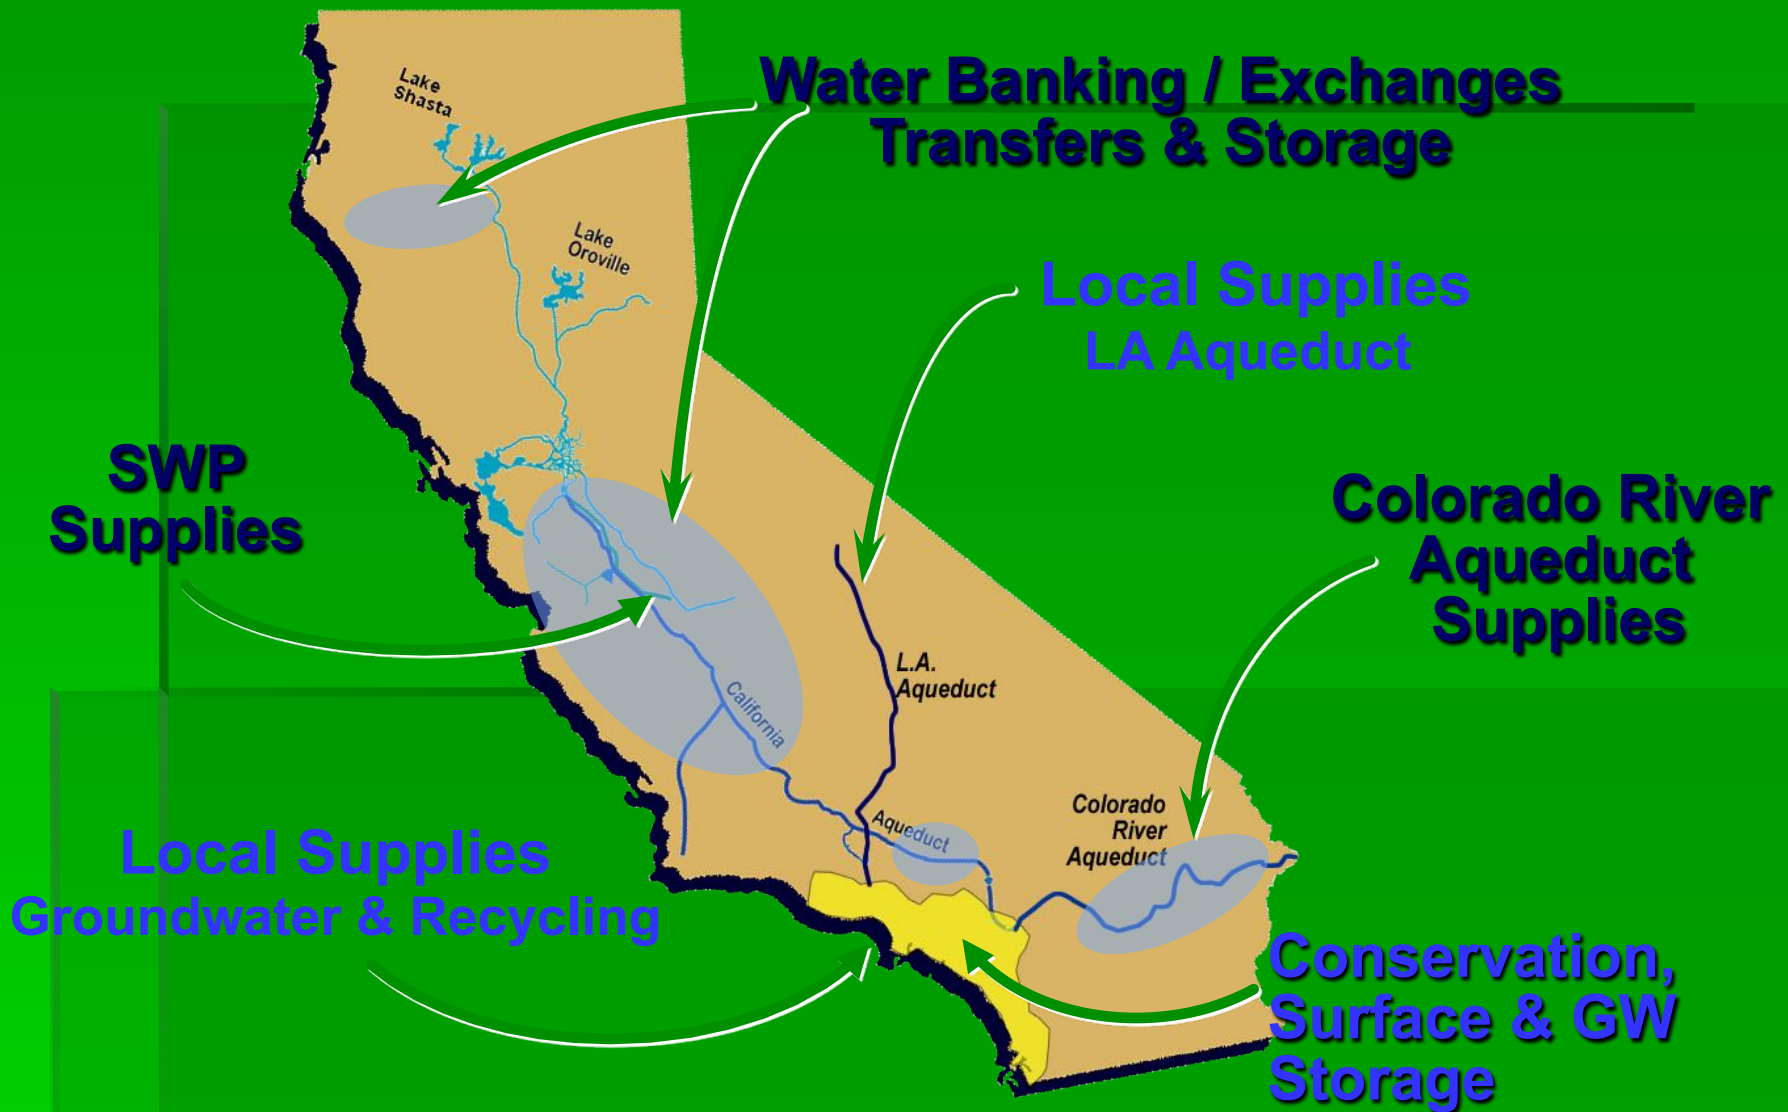 Water Banking / Exchanges
Transfers & Storage
Lake
Shasta
Lake
Oroville
Local Supplies
LA Aqueduct
SWP
Supplies
Colorado River
Aqueduct
Supplies
L.A.
Aqueduct
California
Aqueduct
Colorado
River
Aqueduct
Local Supplies
Groundwater & Recycling
Conservation,
Surface & GW
Storage